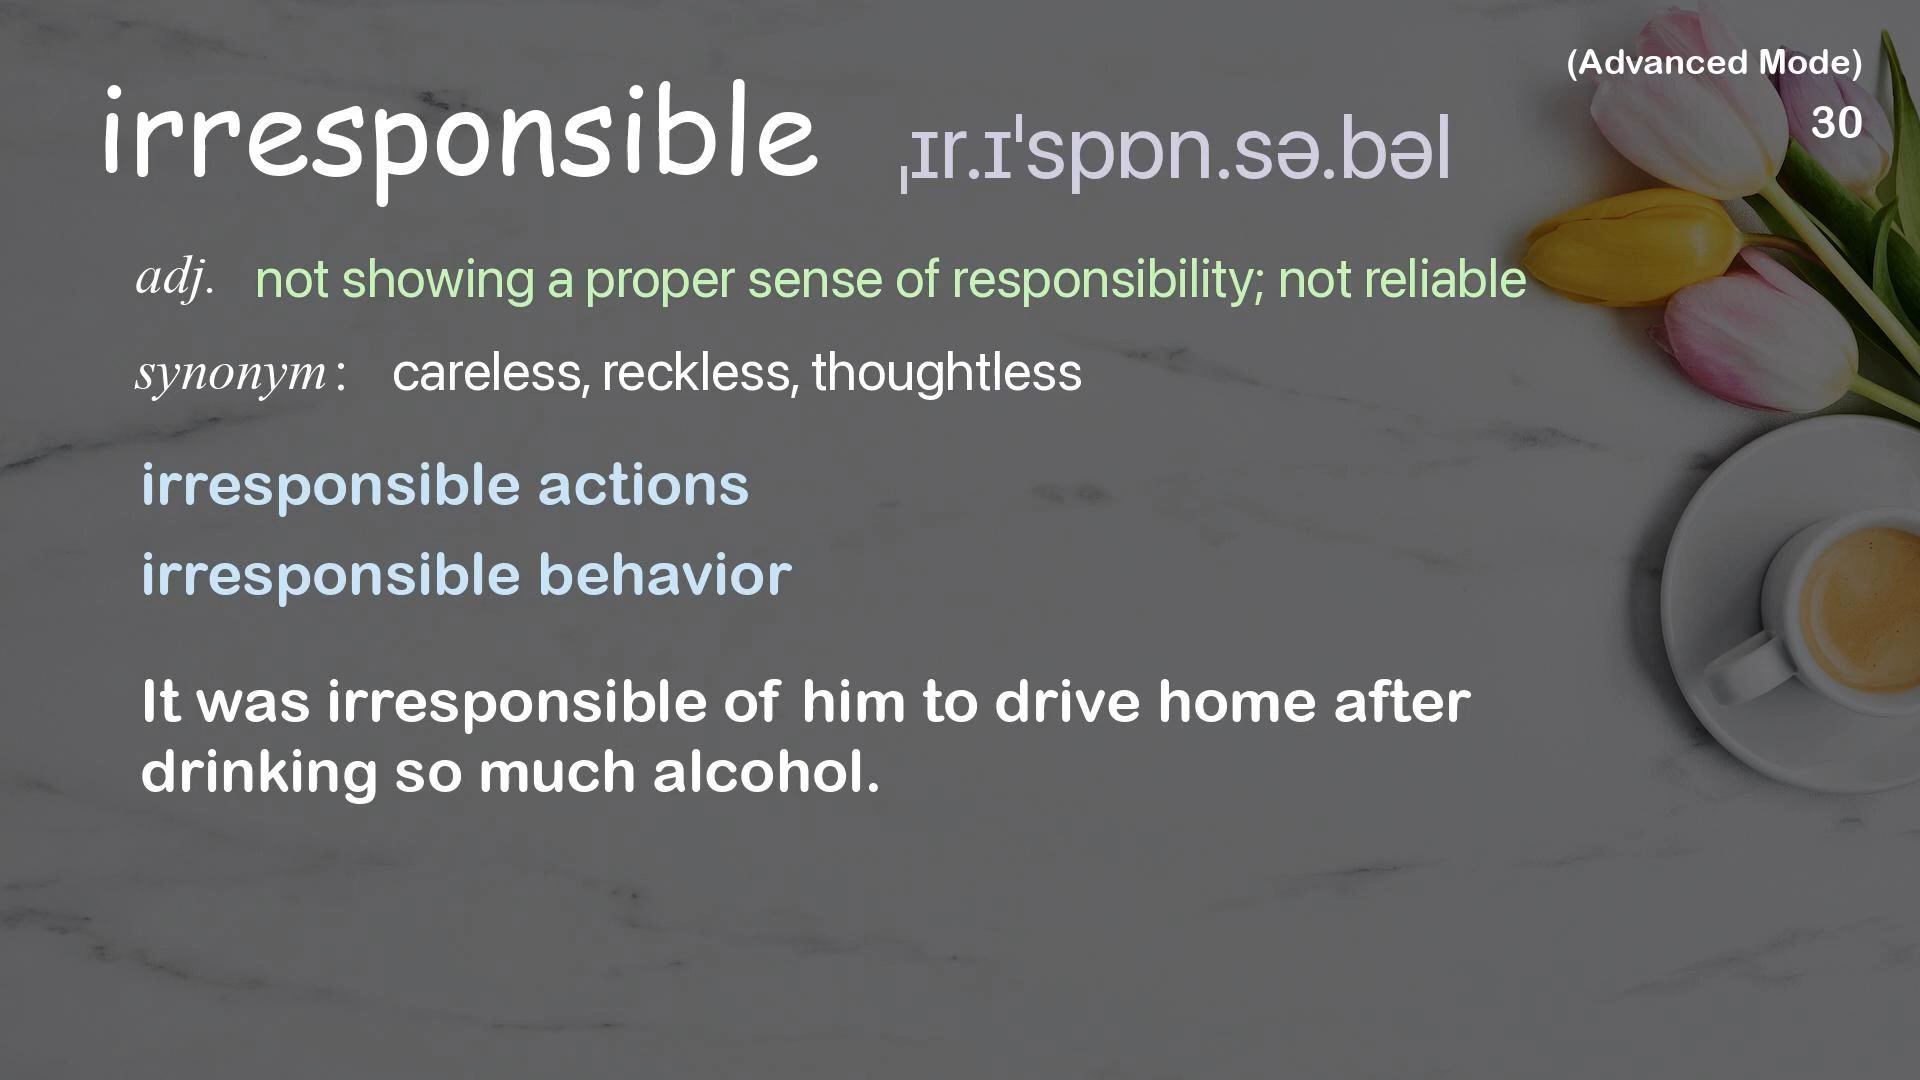 (Advanced Mode)
30
irresponsible ˌɪr.ɪˈspɒn.sə.bəl
adj. not showing a proper sense of responsibility; not reliable
synonym : careless, reckless, thoughtless
irresponsible actions
irresponsible behavior
It was irresponsible of him to drive home after
drinking so much alcohol.